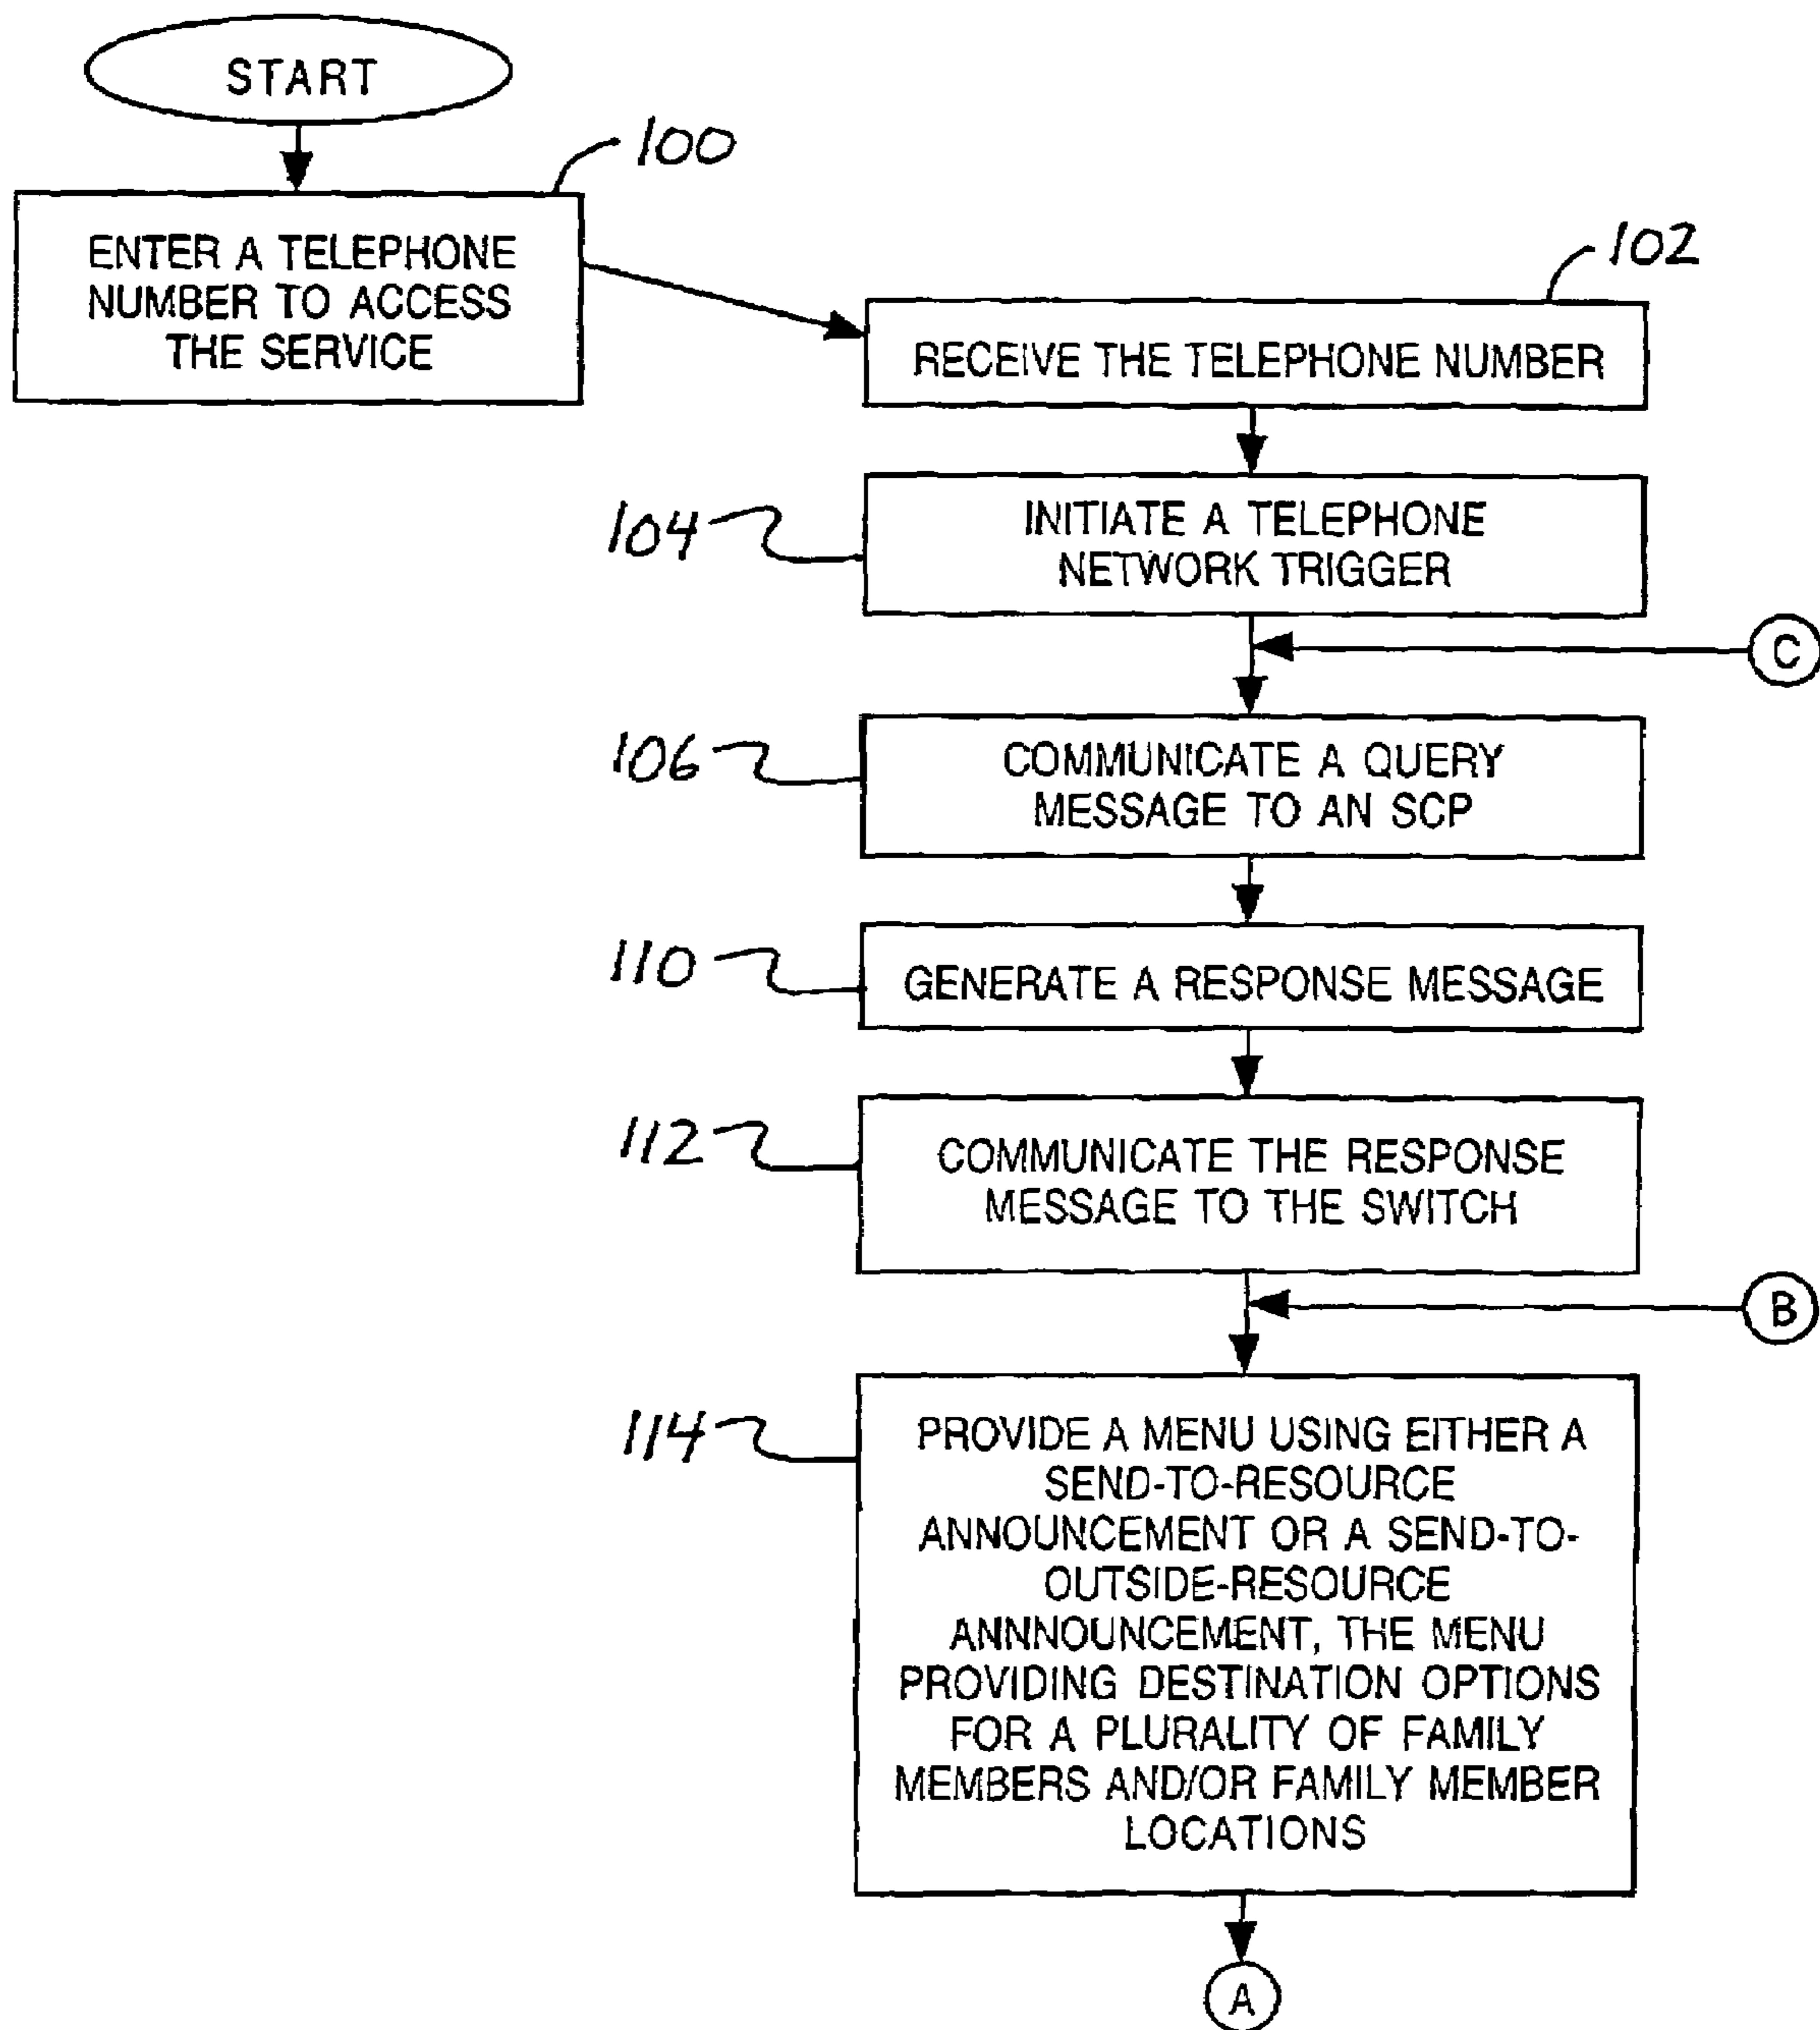 START
100
ENTER A TELEPHONE
NUMBER TO ACCESS
THE SERVICE
102
RECEIVE THE TELEPHONE NUMBER
104
INITIATE A TELEPHONE
NETWORK TRIGGER
C
106
COMMUNICATE A QUERY
MESSAGE TO AN SCP
110
GENERATE A RESPONSE MESSAGE
112
COMMUNICATE THE RESPONSE
MESSAGE TO THE SWITCH
B
114
PROVIDE A MENU USING EITHER A
SEND-TO-RESOURCE
ANNOUNCEMENT OR A SEND-TO-
OUTSIDE-RESOURCE
ANNNOUNCEMENT, THE MENU
PROVIDING DESTINATION OPTIONS
FOR A PLURALITY OF FAMILY
MEMBERS AND/OR FAMILY MEMBER
LOCATIONS
A